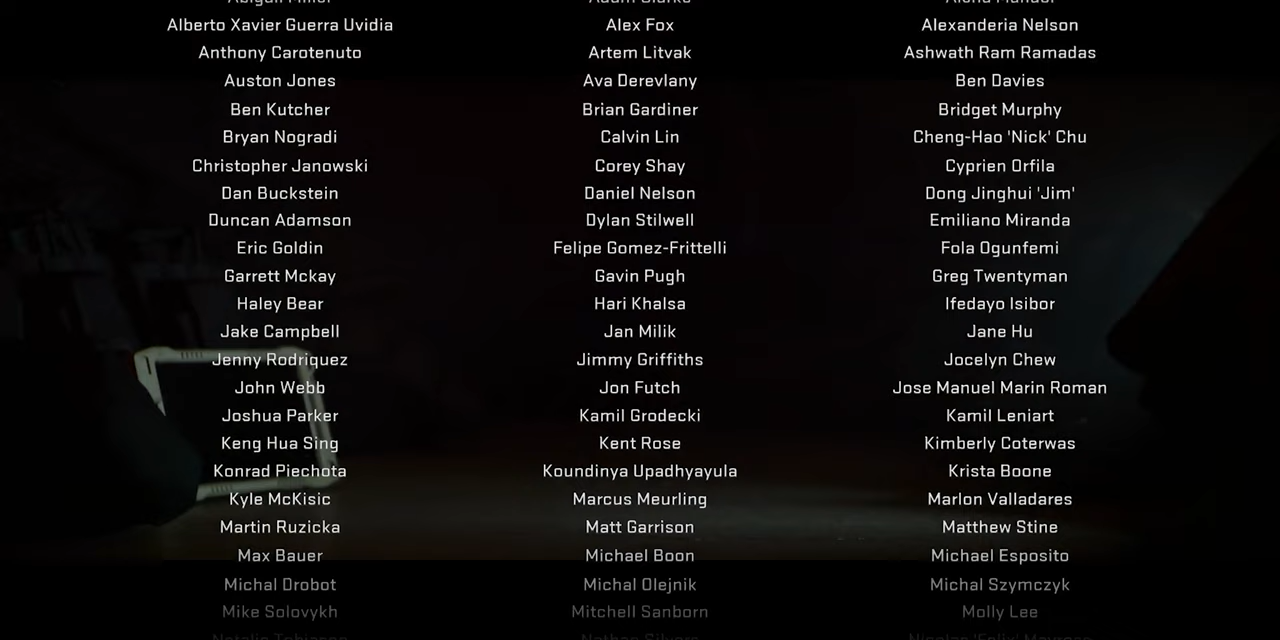 Alberto Xavier Guerra Uvidia Alex Fox Alexanderia Nelson
Anthony Carotenuto Artem Litvak Ashwath Ram Ramadas
Auston Jones Ava Derevlany Ben Davies
Ben Kutcher Brian Gardiner Bridget Murphy
Bryan Nogradi Calvin Lin Cheng-Hao 'Nick' Chu
Christopher Janowski Corey Shay Cyprien Orfila
Dan Buckstein Daniel Nelson Dong Jinghui 'Jim'
Duncan Adamson Dylan Stilwell Emiliano Miranda
Eric Goldin Felipe Gomez-Frittelli Fola Ogunfemi
Garrett Mckay Gavin Pugh Greg Twentyman
Haley Bear Hari Khalsa Ifedayo Isibor
Jake Campbell Jan Milik Jane Hu
Jenny Rodriquez Jimmy Griffiths Jocelyn Chew
John Webb Jon Futch Jose Manuel Marin Roman
Joshua Parker Kamil Grodecki Kamil Leniart
Keng Hua Sing Kent Rose Kimberly Coterwas
Konrad Piechota Koundinya Upadhyayula Krista Boone
Kyle McKisic Marcus Meurling Marlon Valladares
Martin Ruzicka Matt Garrison Matthew Stine
Max Bauer Michael Boon Michael Esposito
Michal Drobot Michal Olejnik Michal Szymczyk
Mike Solovykh Mitchell Sanborn Molly Lee